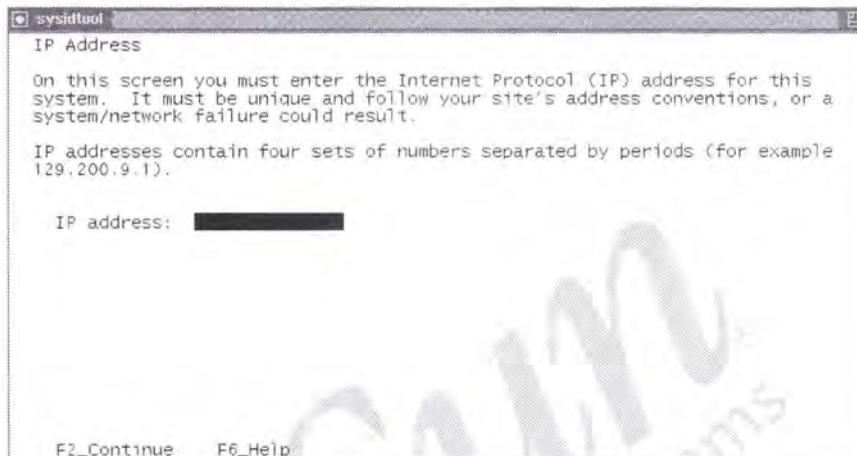 sysidtool
IP Address
On this screen you must enter the Internet Protocol (IP) address for this
system. It must be unique and follow your site's address conventions, or a
system/network failure could result.
IP addresses contain four sets of numbers separated by periods (for example
129.200.9.1).
IP address:
F2_Continue F6_Help